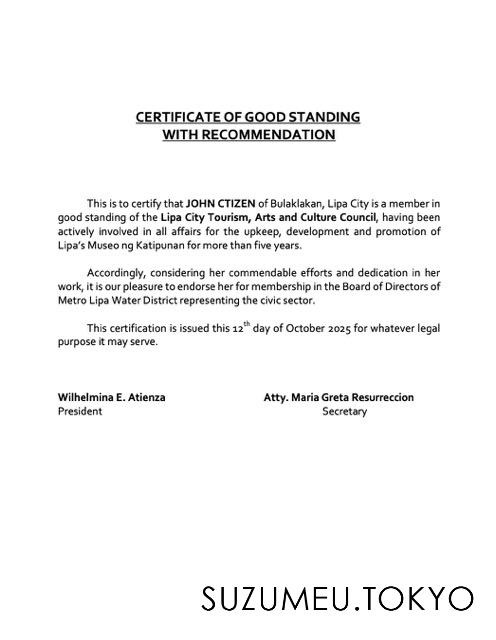 CERTIFICATE OF GOOD STANDING
WITH RECOMMENDATION
This is to certify that JOHN CTIZEN of Bulaklakan, Lipa City is a member in
good standing of the Lipa City Tourism, Arts and Culture Council, having been
actively involved in all affairs for the upkeep, development and promotion of
Lipa's Museo ng Katipunan for more than five years.
Accordingly, considering her commendable efforts and dedication in her
work, it is our pleasure to endorse her for membership in the Board of Directors of
Metro Lipa Water District representing the civic sector.
This certification is issued this 12th day of October 2025 for whatever legal
purpose it may serve.
Wilhelmina E. Atienza Atty. Maria Greta Resurreccion
President Secretary
SUZUMEU.TOKYO